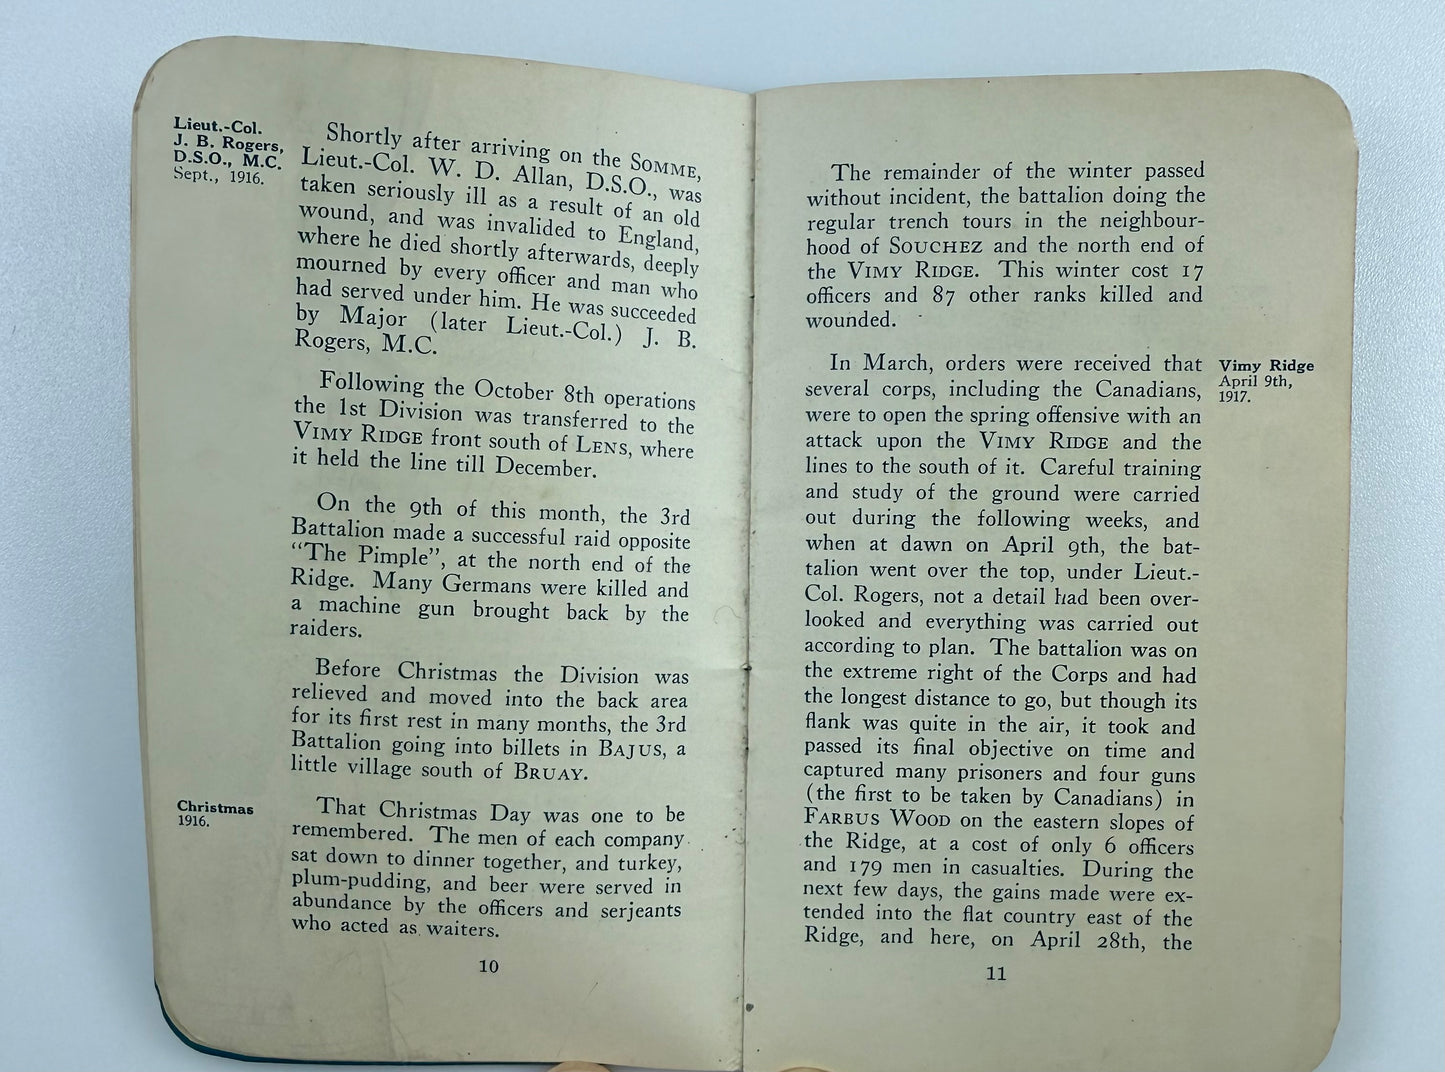 Lieut.-Col.
J. B. Rogers,
D.S.O., M.C.
Sept., 1916.
Shortly after arriving on the SOMME,
Lieut.-Col. W. D. Allan, D.S.O., was
taken seriously ill as a result of an old
wound, and was invalided to England,
where he died shortly afterwards, deeply
mourned by every officer and man who
had served under him. He was succeeded
by Major (later Lieut.-Col.) J. B.
Rogers, M.C.
Following the October 8th operations
the 1st Division was transferred to the
VIMY RIDGE front south of LENS, where
it held the line till December.
On the 9th of this month, the 3rd
Battalion made a successful raid opposite
“The Pimple”, at the north end of the
Ridge. Many Germans were killed and
a machine gun brought back by the
raiders.
Before Christmas the Division was
relieved and moved into the back area
for its first rest in many months, the 3rd
Battalion going into billets in BAJUS, a
little village south of BRUAY.
Christmas
1916.
That Christmas Day was one to be
remembered. The men of each company
sat down to dinner together, and turkey,
plum-pudding, and beer were served in
abundance by the officers and serjeants
who acted as waiters.
10
The remainder of the winter passed
without incident, the battalion doing the
regular trench tours in the neighbour-
hood of SOUCHEZ and the north end of
the VIMY RIDGE. This winter cost 17
officers and 87 other ranks killed and
wounded.
Vimy Ridge
April 9th,
1917.
In March, orders were received that
several corps, including the Canadians,
were to open the spring offensive with an
attack upon the VIMY RIDGE and the
lines to the south of it. Careful training
and study of the ground were carried
out during the following weeks, and
when at dawn on April 9th, the bat-
talion went over the top, under Lieut.-
Col. Rogers, not a detail had been over-
looked and everything was carried out
according to plan. The battalion was on
the extreme right of the Corps and had
the longest distance to go, but though its
flank was quite in the air, it took and
passed its final objective on time and
captured many prisoners and four guns
(the first to be taken by Canadians) in
FARBUS WOOD on the eastern slopes of
the Ridge, at a cost of only 6 officers
and 179 men in casualties. During the
next few days, the gains made were ex-
tended into the flat country east of the
Ridge, and here, on April 28th, the
11